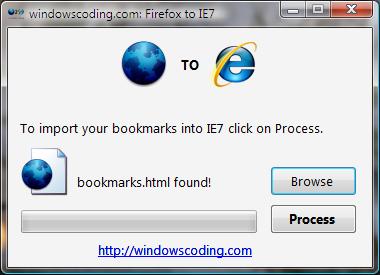 windowscoding.com: Firefox to IE7
TO
To import your bookmarks into IE7 click on Process.
bookmarks.html found!
Browse
Process
http://windowscoding.com